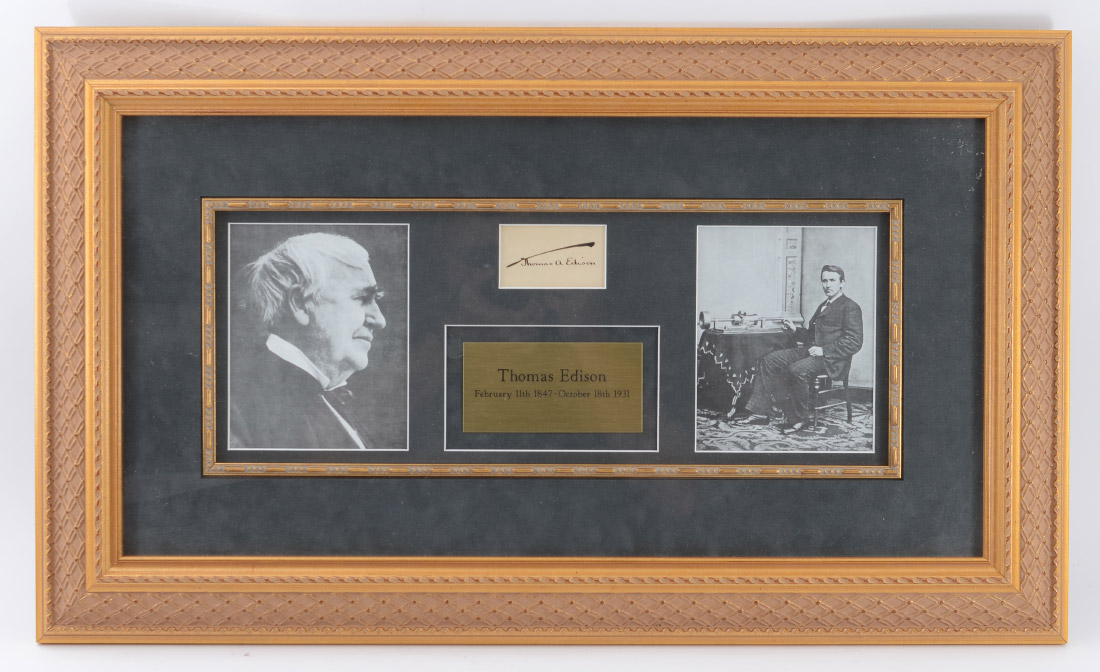 Thomas A Edison
Thomas Edison
February 11th 1847-October 18th 1931